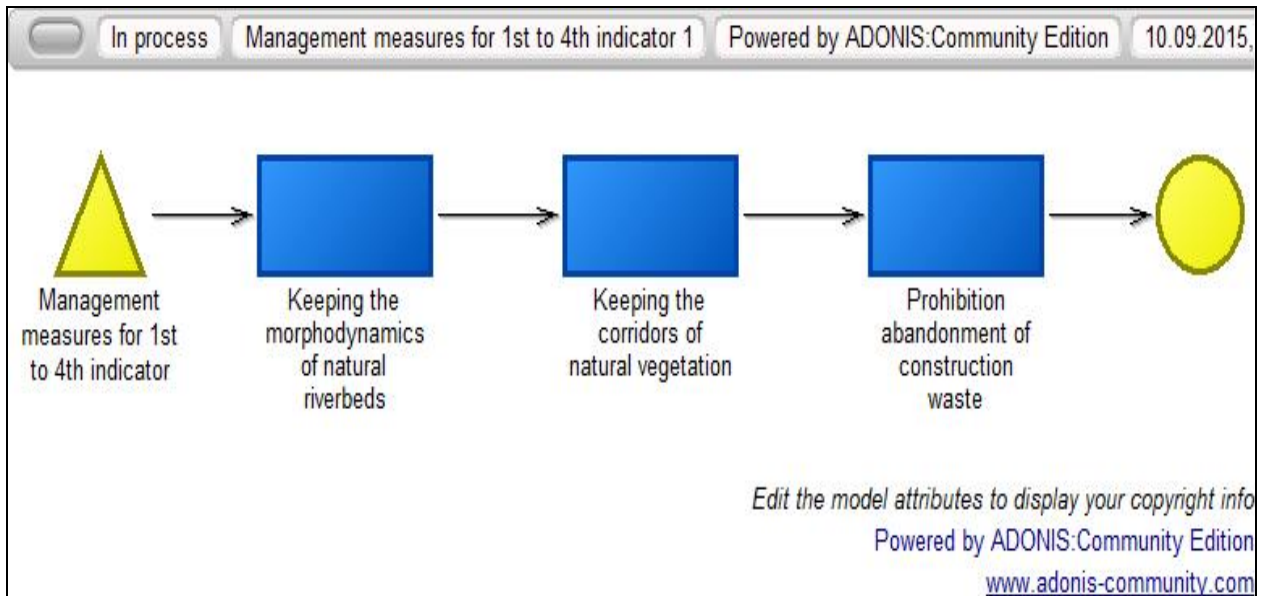 In process Management measures for 1st to 4th indicator 1 Powered by ADONIS:Community Edition 10.09.2015,
Management
measures for 1st
to 4th indicator
Keeping the
morphodynamics
of natural
riverbeds
Keeping the
corridors of
natural vegetation
Prohibition
abandonment of
construction
waste
Edit the model attributes to display your copyright info
Powered by ADONIS:Community Edition
www.adonis-community.com